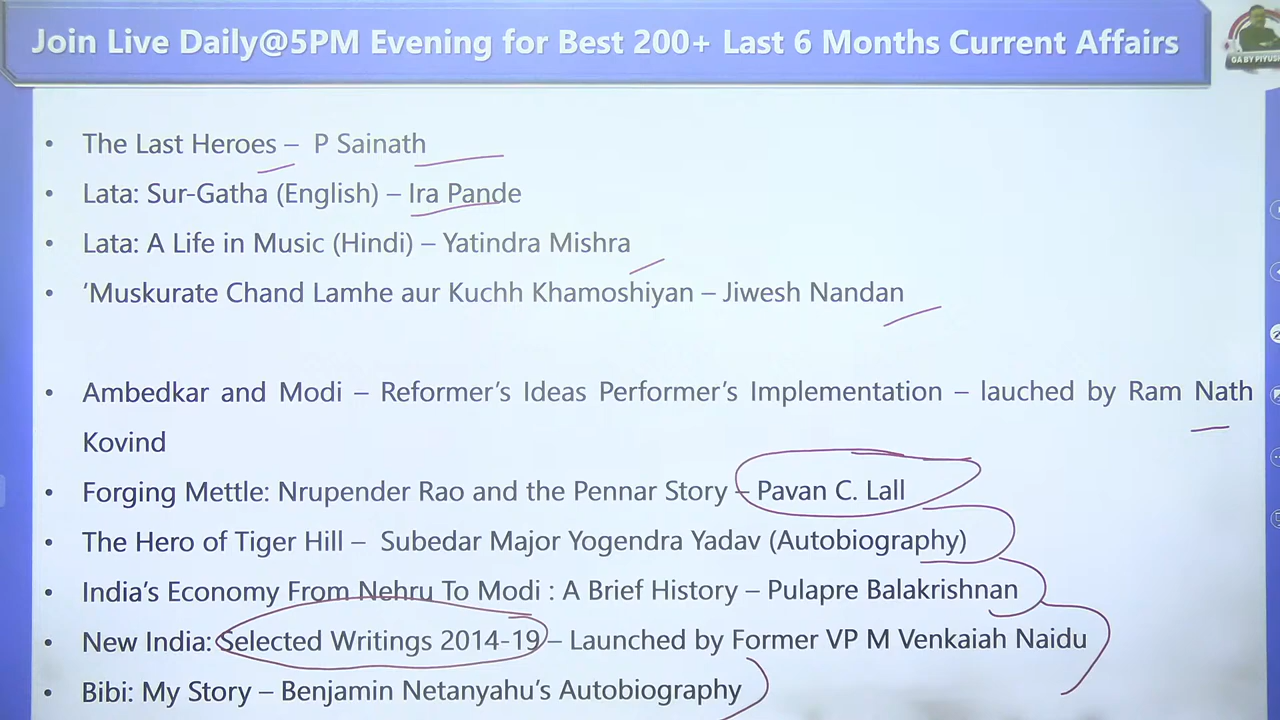 Join Live Daily@5PM Evening for Best 200+ Last 6 Months Current Affairs
GA BY PIYUSH
• The Last Heroes – P Sainath
• Lata: Sur-Gatha (English) – Ira Pande
• Lata: A Life in Music (Hindi) – Yatindra Mishra
• ‘Muskurate Chand Lamhe aur Kuchh Khamoshiyan – Jiwesh Nandan
• Ambedkar and Modi – Reformer’s Ideas Performer’s Implementation – lauched by Ram Nath
Kovind
• Forging Mettle: Nrupender Rao and the Pennar Story – Pavan C. Lall
• The Hero of Tiger Hill – Subedar Major Yogendra Yadav (Autobiography)
• India’s Economy From Nehru To Modi : A Brief History – Pulapre Balakrishnan
• New India: Selected Writings 2014-19 – Launched by Former VP M Venkaiah Naidu
• Bibi: My Story – Benjamin Netanyahu’s Autobiography